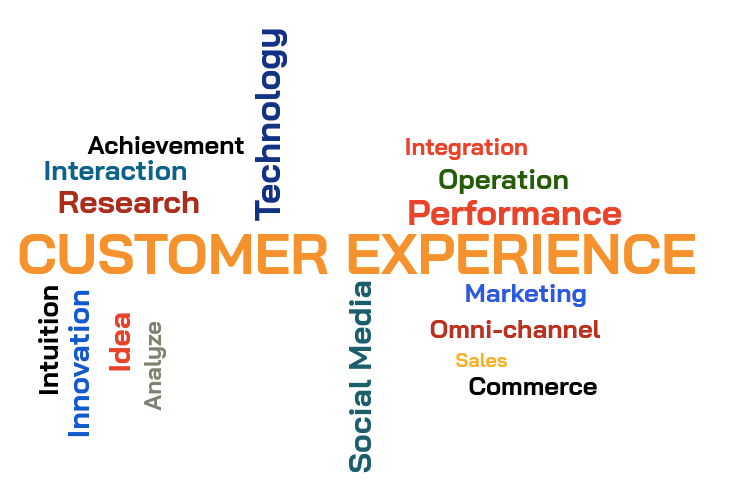 Technology
Achievement
Interaction
Research
Integration
Operation
Performance
CUSTOMER EXPERIENCE
Intuition
Innovation
Idea
Analyze
Social Media
Marketing
Omni-channel
Sales
Commerce